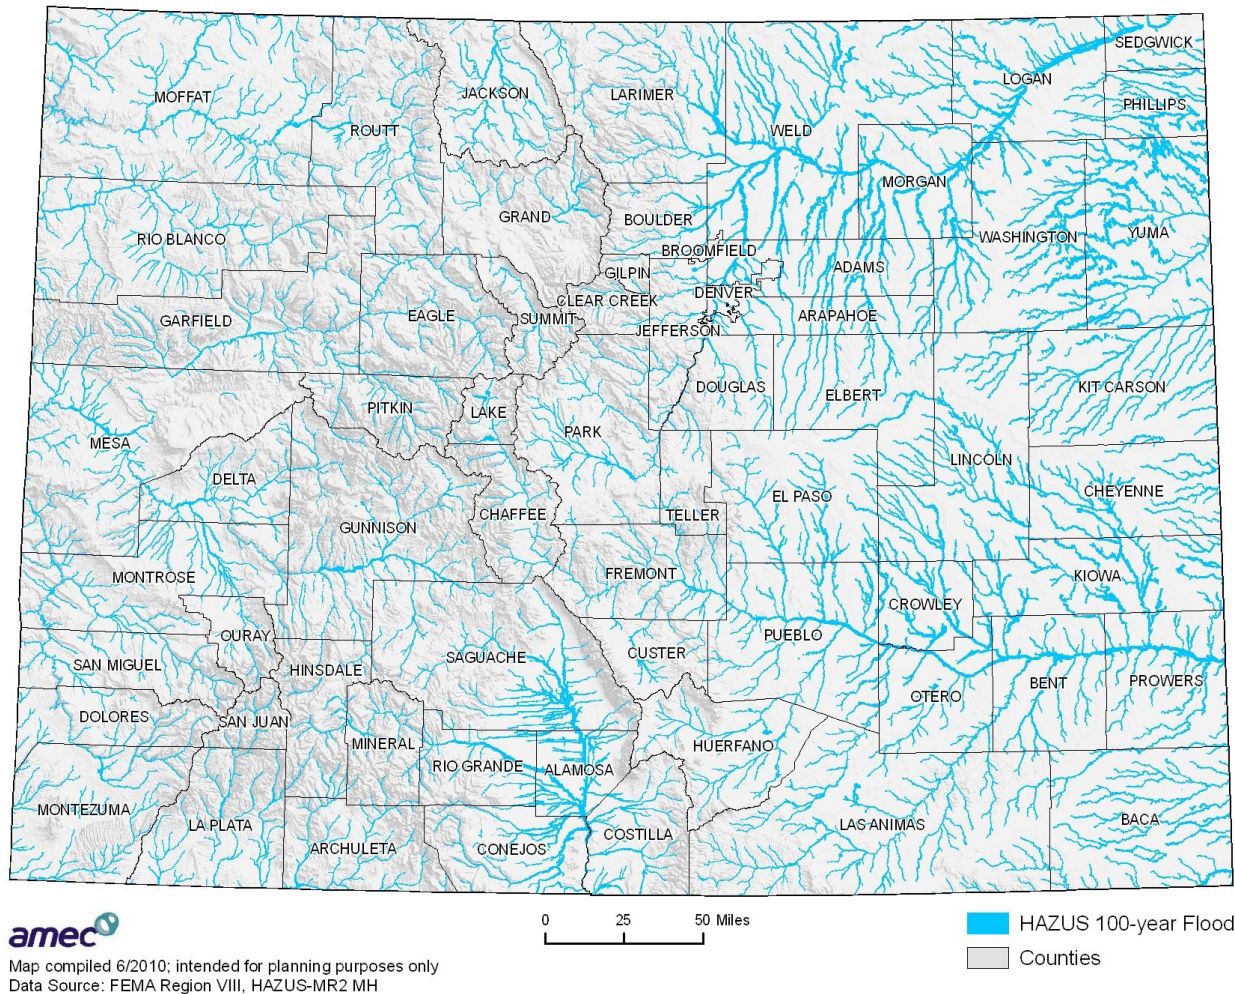 SEDGWICK
LOGAN
MOFFAT
JACKSON
LARIMER
PHILLIPS
ROUTT
WELD
MORGAN
GRAND
BOULDER
RIO BLANCO
WASHINGTON
YUMA
BROOMFIELD
GILPIN
ADAMS
DENVER
CLEAR CREEK
EAGLE
SUMMIT
ARAPAHOE
GARFIELD
JEFFERSON
DOUGLAS
ELBERT
KIT CARSON
PITKIN
LAKE
PARK
MESA
LINCOLN
DELTA
EL PASO
CHEYENNE
GUNNISON
CHAFFEE
TELLER
MONTROSE
FREMONT
KIOWA
CROWLEY
OURAY
PUEBLO
SAN MIGUEL
HINSDALE
SAGUACHE
CUSTER
OTERO
BENT
PROWERS
DOLORES
SAN JUAN
MINERAL
HUERFANO
RIO GRANDE
ALAMOSA
MONTEZUMA
LA PLATA
ARCHULETA
CONEJOS
COSTILLA
LAS ANIMAS
BACA
amec
0 25 50 Miles
HAZUS 100-year Flood
Counties
Map compiled 6/2010; intended for planning purposes only
Data Source: FEMA Region VIII, HAZUS-MR2 MH